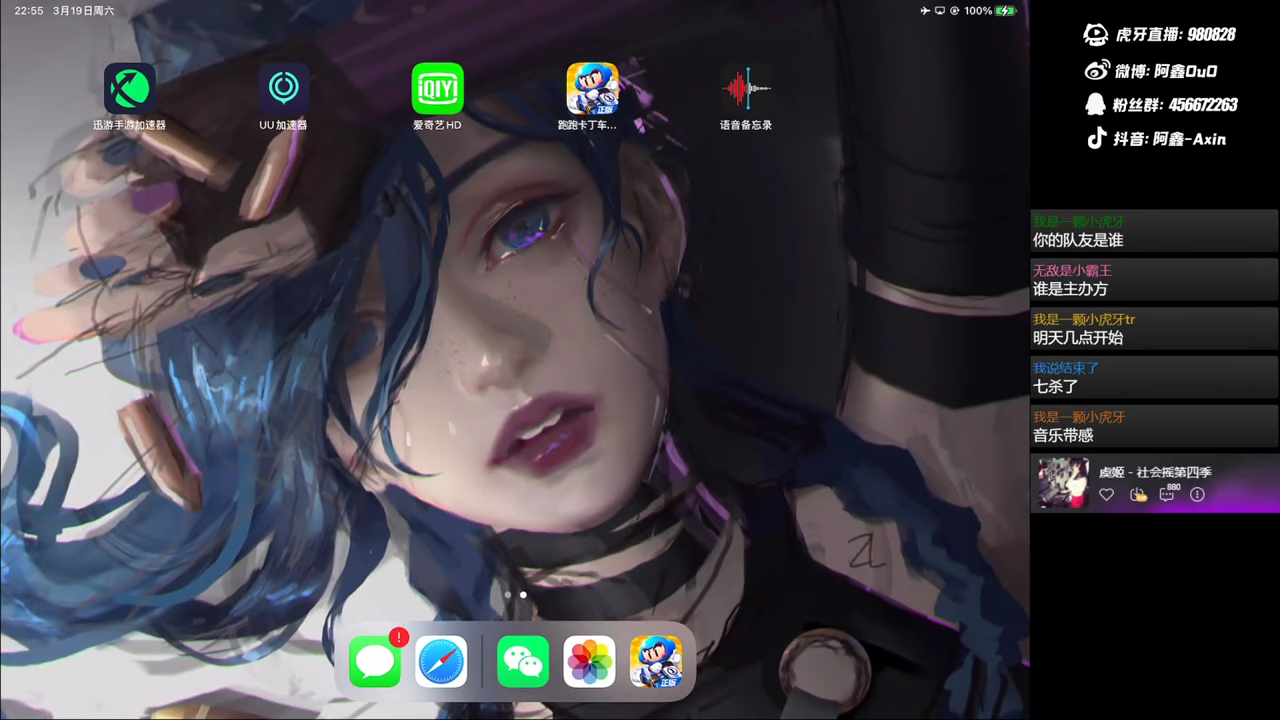 22:55 3月19日周六
100%
迅游手游加速器
UU加速器
iQIYI
爱奇艺HD
正版
跑跑卡丁车...
语音备忘录
!
正版
虎牙直播: 980828
微博: 阿鑫OuO
粉丝群: 456672263
抖音: 阿鑫-Axin
我是一颗小虎牙
你的队友是谁
无敌是小霸王
谁是主办方
我是一颗小虎牙tr
明天几点开始
我说结束了
七杀了
我是一颗小虎牙
音乐带感
虞姬 - 社会摇第四季
880